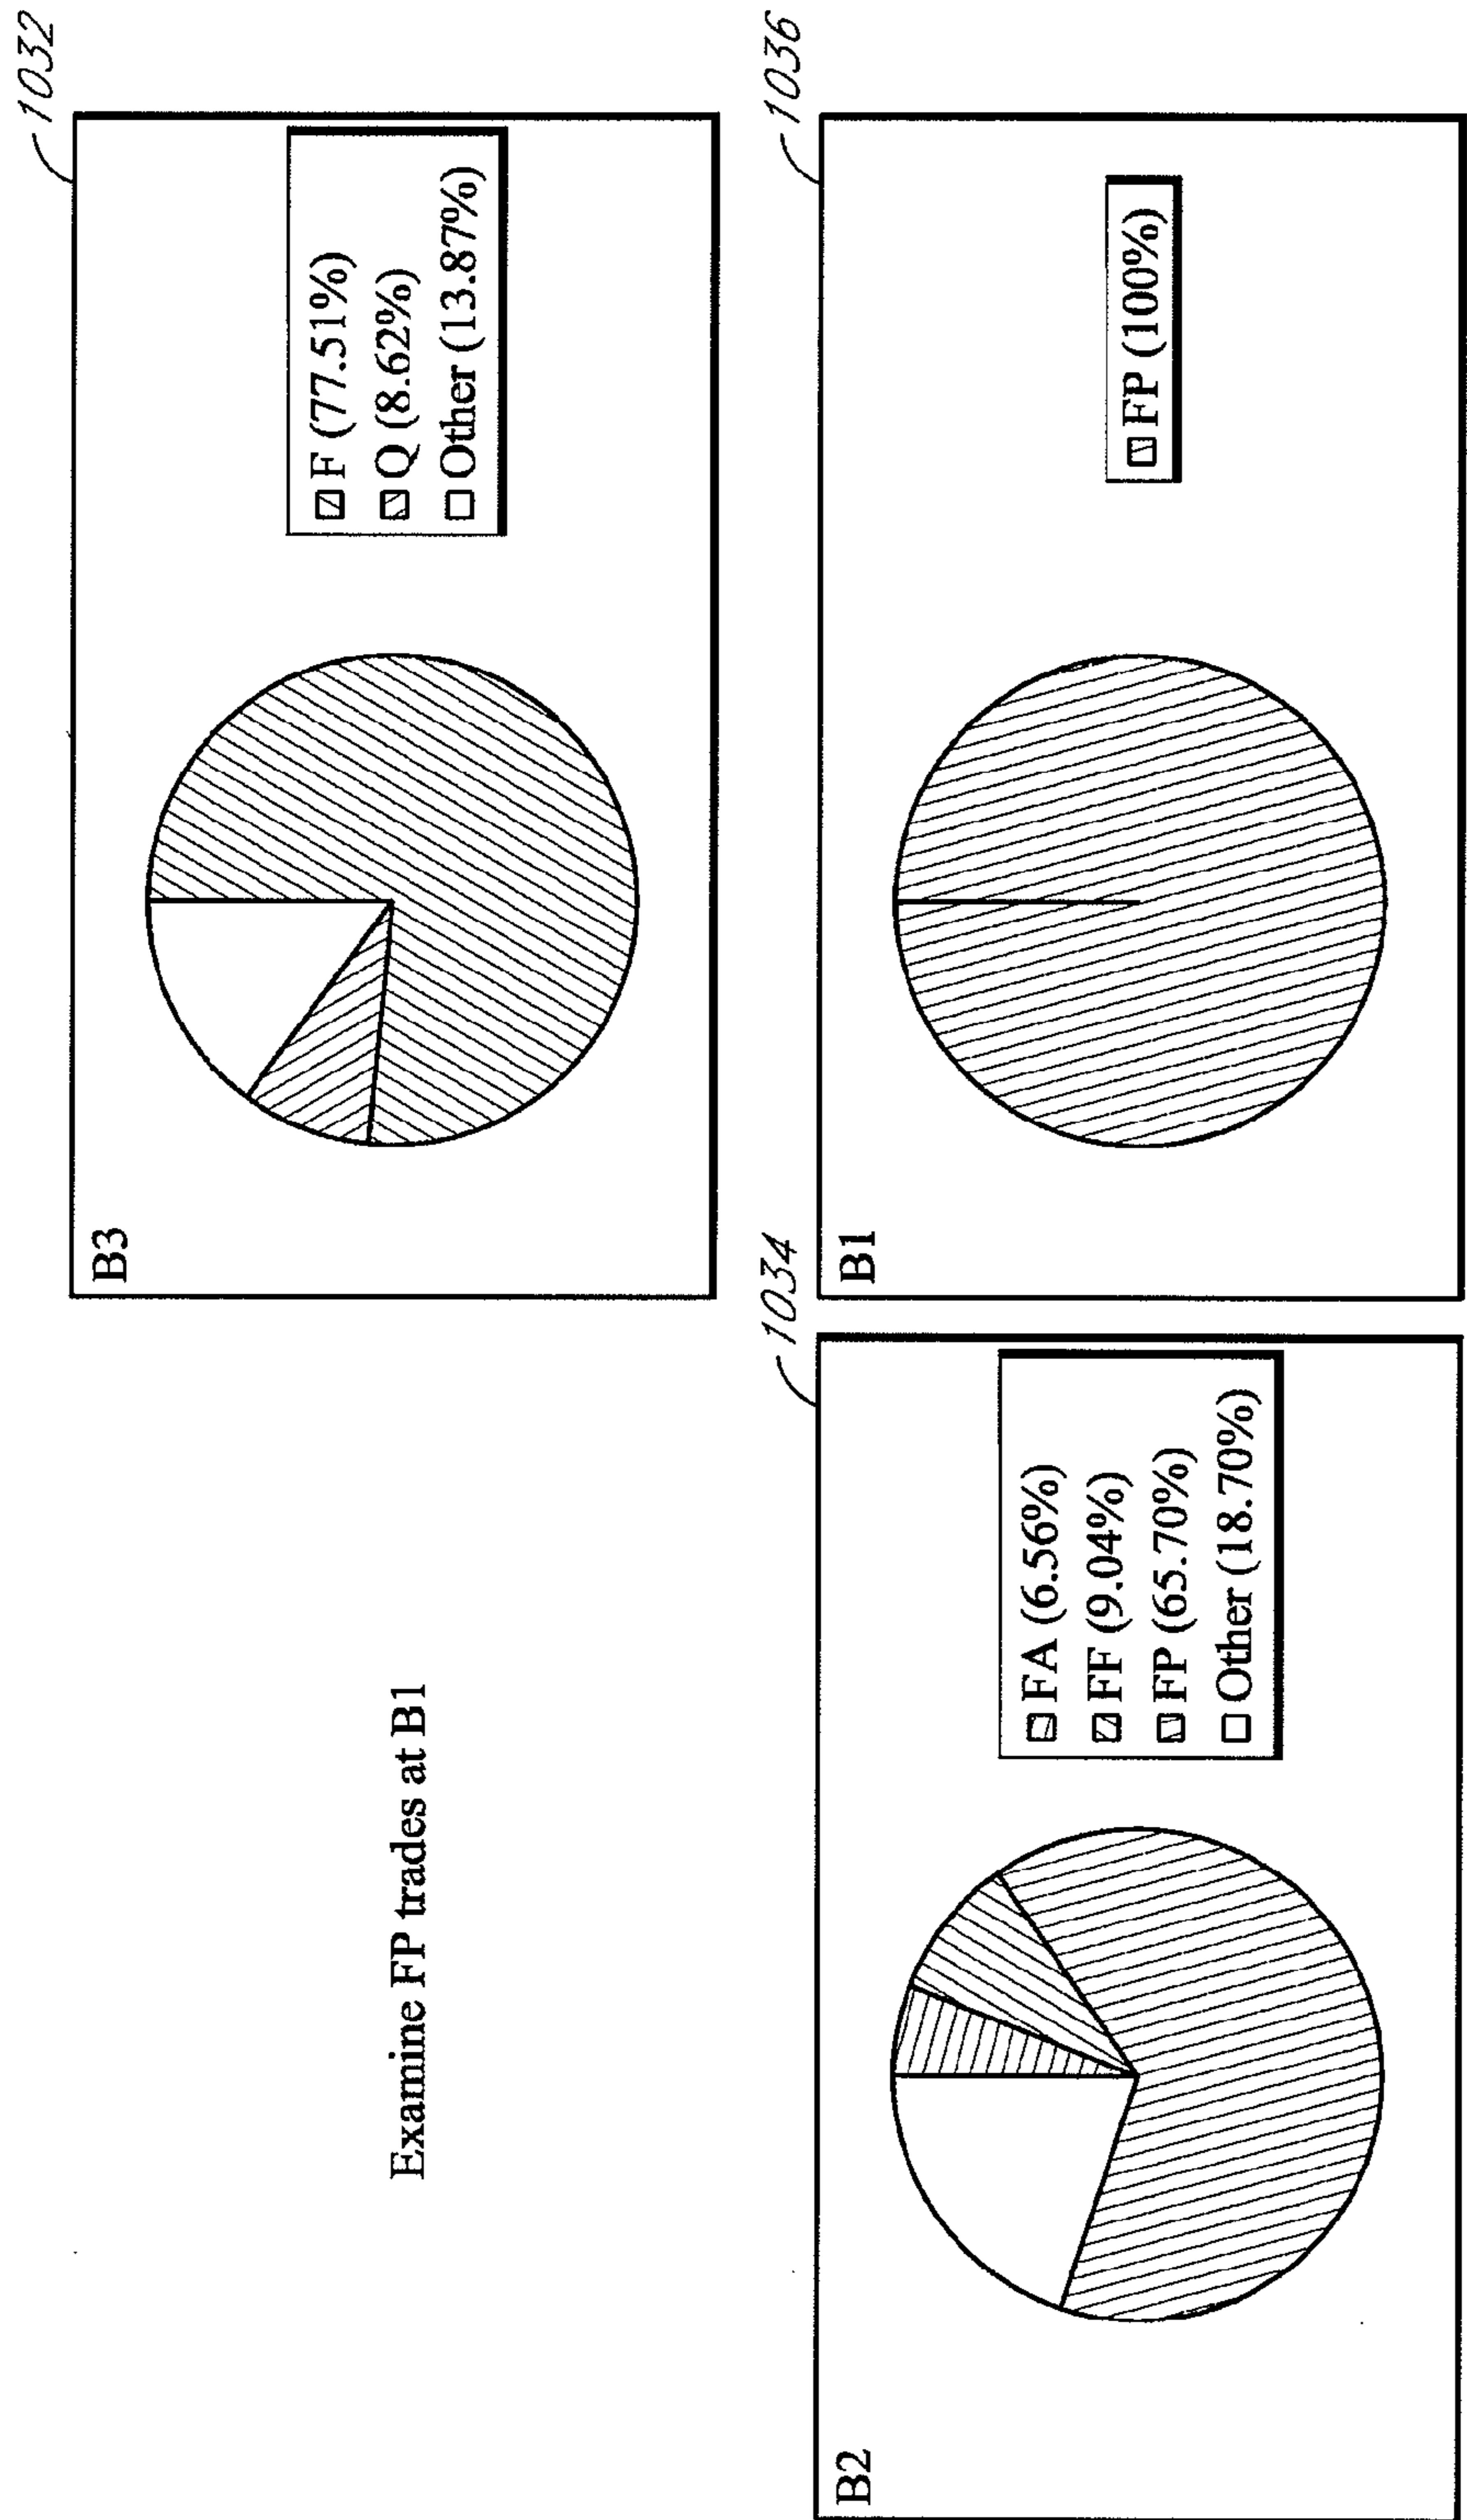 Examine FP trades at B1
1032
B3
F (77.51%)
Q (8.62%)
Other (13.87%)
1034
B2
FA (6.56%)
FF (9.04%)
FP (65.70%)
Other (18.70%)
1036
B1
FP (100%)